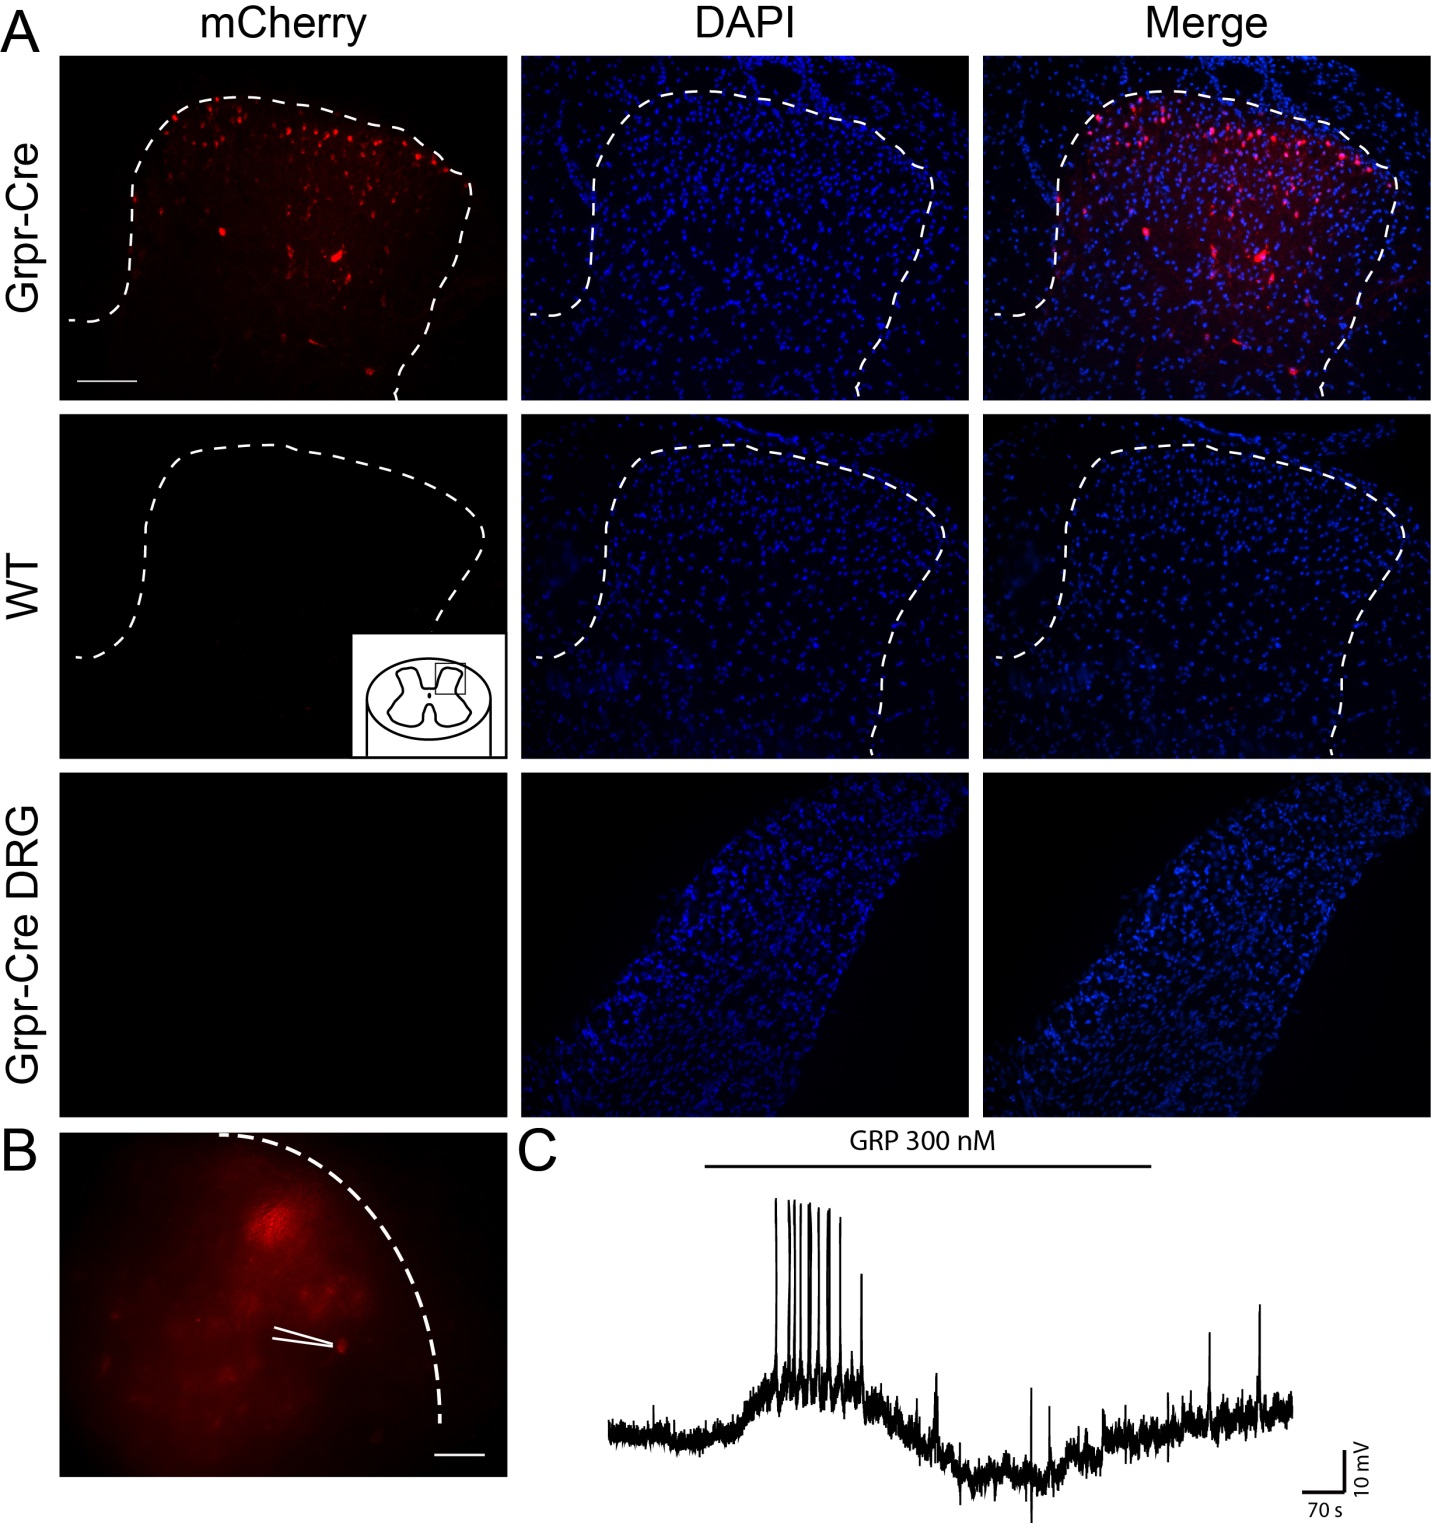 A
mCherry
DAPI
Merge
Grpr-Cre
WT
Grpr-Cre DRG
B
C
GRP 300 nM
10 mV
70 s